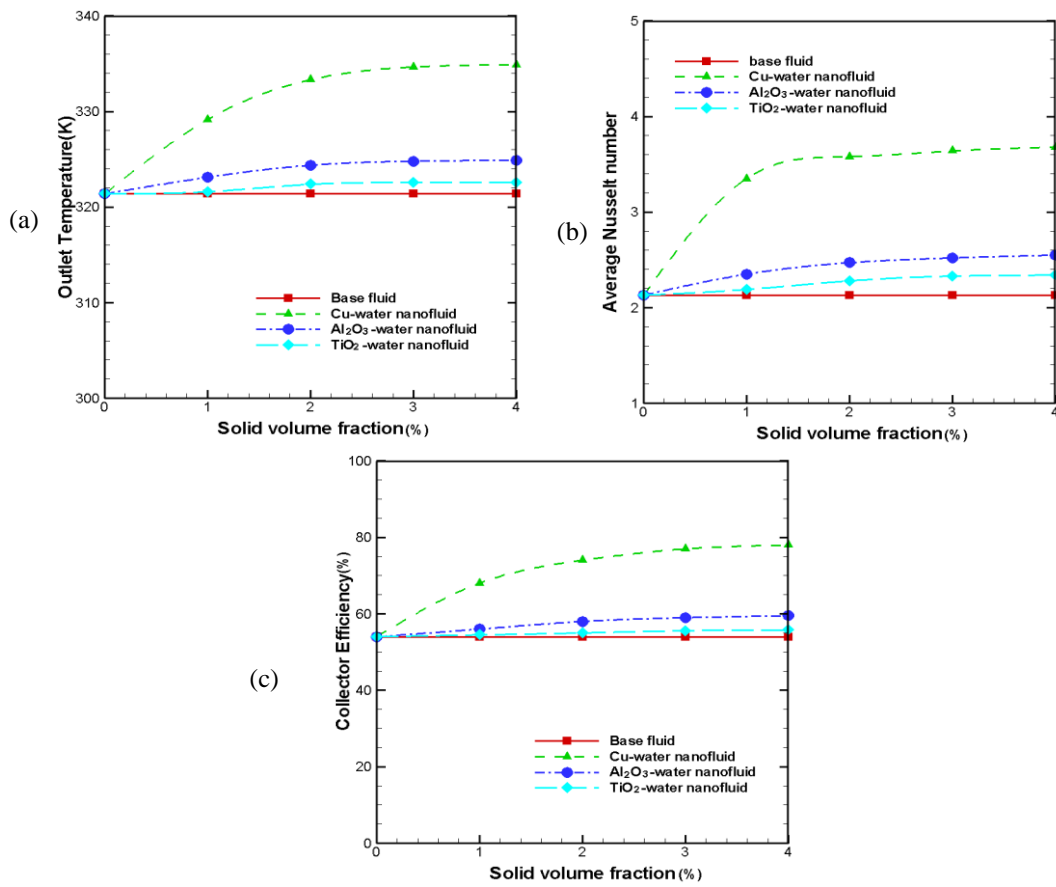 (a)
Outlet Temperature(K)
340
330
320
310
300
Base fluid
Cu-water nanofluid
Al₂O₃-water nanofluid
TiO₂-water nanofluid
0 1 2 3 4
Solid volume fraction(%)
(b)
Average Nusselt number
5
4
3
2
1
base fluid
Cu-water nanofluid
Al₂O₃-water nanofluid
TiO₂-water nanofluid
0 1 2 3 4
Solid volume fraction(%)
(c)
Collector Efficiency(%)
100
80
60
40
20
0
Base fluid
Cu-water nanofluid
Al₂O₃-water nanofluid
TiO₂-water nanofluid
0 1 2 3 4
Solid volume fraction(%)